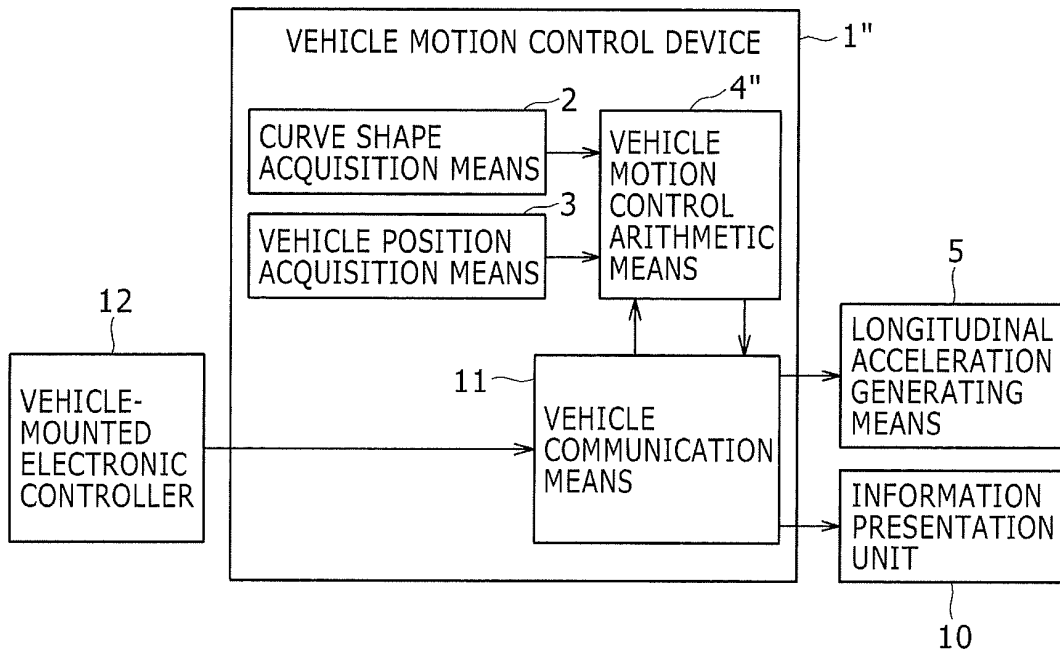 VEHICLE MOTION CONTROL DEVICE
1"
2
CURVE SHAPE
ACQUISITION MEANS
3
VEHICLE POSITION
ACQUISITION MEANS
4"
VEHICLE
MOTION
CONTROL
ARITHMETIC
MEANS
12
VEHICLE-
MOUNTED
ELECTRONIC
CONTROLLER
11
VEHICLE
COMMUNICATION
MEANS
5
LONGITUDINAL
ACCELERATION
GENERATING
MEANS
INFORMATION
PRESENTATION
UNIT
10